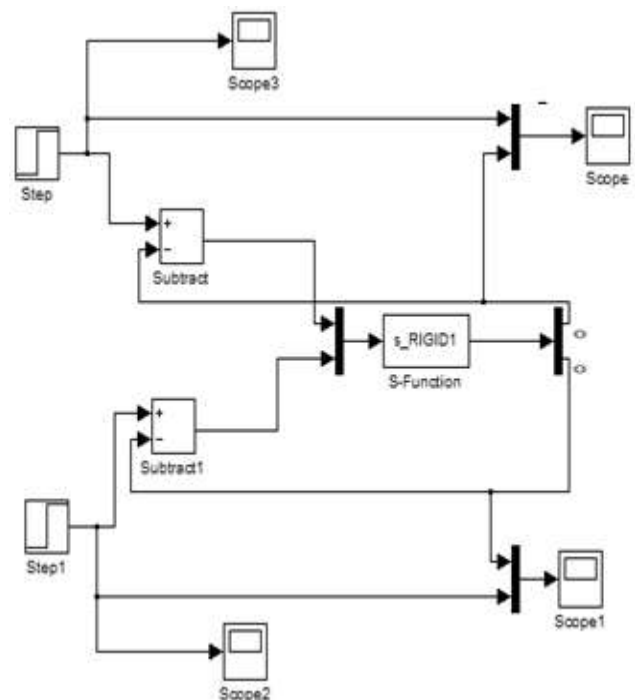 Scope3
Step
Scope
+
−
Subtract
s_RIGID1
S-Function
+
−
Subtract1
Step1
Scope1
Scope2